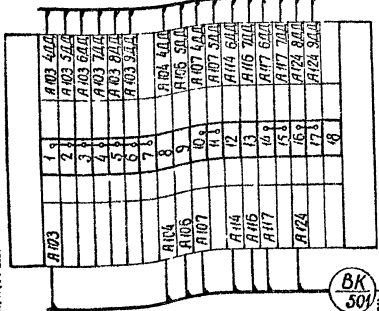 А103 4ДД
А103 5ДД
А103 6ДД
А103 7ДД
А103 8ДД
А103 9ДД
А104 4ДД
А106 5ДД
А107 4ДД
А107 5ДД
А114 6ДД
А116 7ДД
А117 6ДД
А117 7ДД
А124 8ДД
А124 9ДД
1
2
3
4
5
6
7
8
9
10
11
12
13
14
15
16
17
18
А103
А104
А106
А107
А114
А116
А117
А124
ВК
501